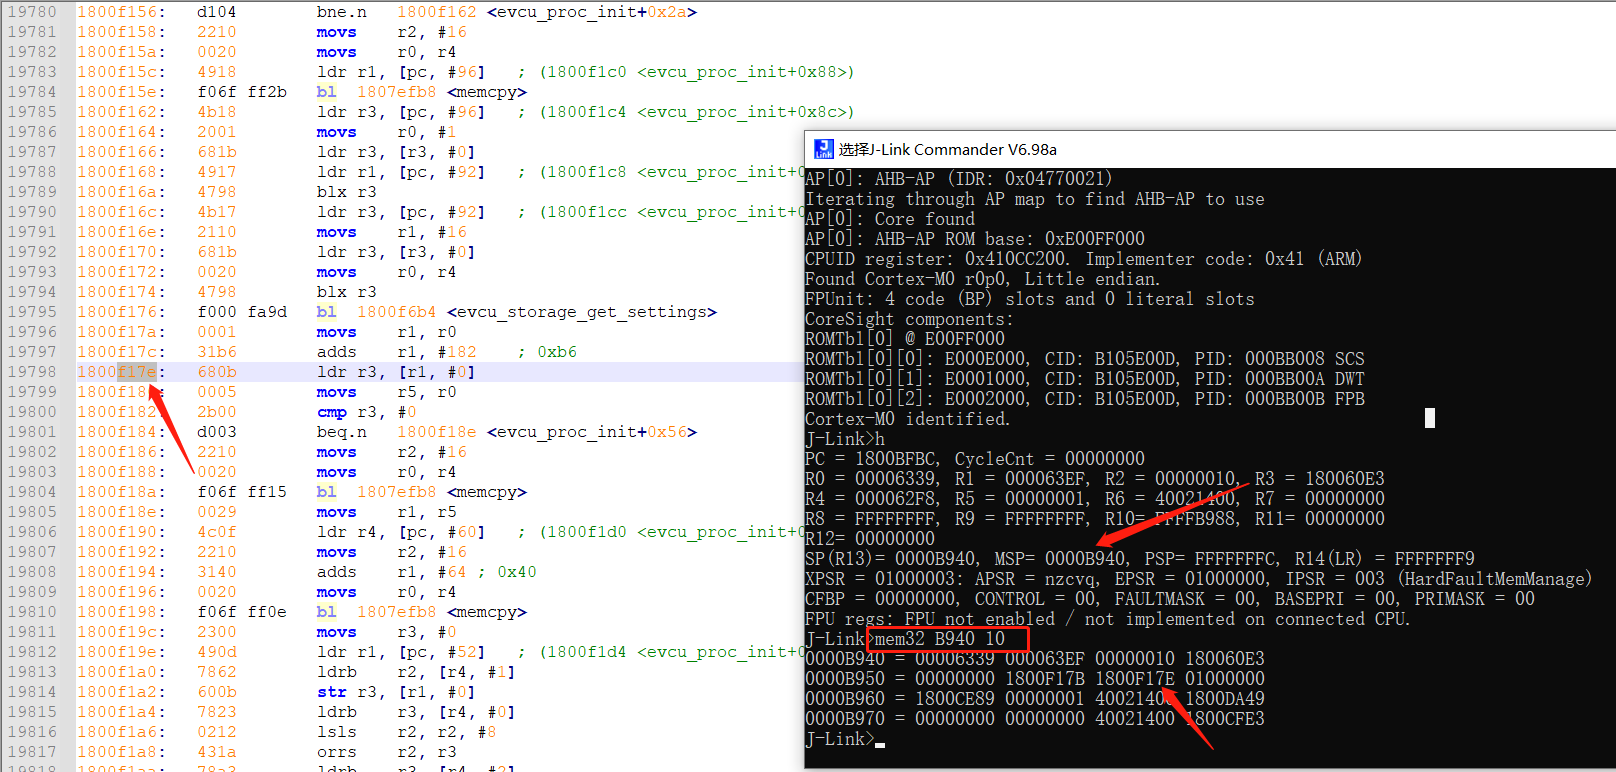 19780 1800f156: d104 bne.n 1800f162 <evcu_proc_init+0x2a>
19781 1800f158: 2210 movs r2, #16
19782 1800f15a: 0020 movs r0, r4
19783 1800f15c: 4918 ldr r1, [pc, #96] ; (1800f1c0 <evcu_proc_init+0x88>)
19784 1800f15e: f06f ff2b bl 1807efb8 <memcpy>
19785 1800f162: 4b18 ldr r3, [pc, #96] ; (1800f1c4 <evcu_proc_init+0x8c>)
19786 1800f164: 2001 movs r0, #1
19787 1800f166: 681b ldr r3, [r3, #0]
19788 1800f168: 4917 ldr r1, [pc, #92] ; (1800f1c8 <evcu_proc_init+
19789 1800f16a: 4798 blx r3
19790 1800f16c: 4b17 ldr r3, [pc, #92] ; (1800f1cc <evcu_proc_init+
19791 1800f16e: 2110 movs r1, #16
19792 1800f170: 681b ldr r3, [r3, #0]
19793 1800f172: 0020 movs r0, r4
19794 1800f174: 4798 blx r3
19795 1800f176: f000 fa9d bl 1800f6b4 <evcu_storage_get_settings>
19796 1800f17a: 0001 movs r1, r0
19797 1800f17c: 31b6 adds r1, #182 ; 0xb6
19798 1800f17e: 680b ldr r3, [r1, #0]
19799 1800f18 : 0005 movs r5, r0
19800 1800f182 2b00 cmp r3, #0
19801 1800f184: d003 beq.n 1800f18e <evcu_proc_init+0x56>
19802 1800f186: 2210 movs r2, #16
19803 1800f188: 0020 movs r0, r4
19804 1800f18a: f06f ff15 bl 1807efb8 <memcpy>
19805 1800f18e: 0029 movs r1, r5
19806 1800f190: 4c0f ldr r4, [pc, #60] ; (1800f1d0 <evcu_proc_init+
19807 1800f192: 2210 movs r2, #16
19808 1800f194: 3140 adds r1, #64 ; 0x40
19809 1800f196: 0020 movs r0, r4
19810 1800f198: f06f ff0e bl 1807efb8 <memcpy>
19811 1800f19c: 2300 movs r3, #0
19812 1800f19e: 490d ldr r1, [pc, #52] ; (1800f1d4 <evcu_proc_init+
19813 1800f1a0: 7862 ldrb r2, [r4, #1]
19814 1800f1a2: 600b str r3, [r1, #0]
19815 1800f1a4: 7823 ldrb r3, [r4, #0]
19816 1800f1a6: 0212 lsls r2, r2, #8
19817 1800f1a8: 431a orrs r2, r3
19818 1800f1aa: 78a3 ldrb r3, [r4, #2]
选择J-Link Commander V6.98a
AP[0]: AHB-AP (IDR: 0x04770021)
Iterating through AP map to find AHB-AP to use
AP[0]: Core found
AP[0]: AHB-AP ROM base: 0xE00FF000
CPUID register: 0x410CC200. Implementer code: 0x41 (ARM)
Found Cortex-M0 r0p0, Little endian.
FPUnit: 4 code (BP) slots and 0 literal slots
CoreSight components:
ROMTbl[0] @ E00FF000
ROMTbl[0][0]: E000E000, CID: B105E00D, PID: 000BB008 SCS
ROMTbl[0][1]: E0001000, CID: B105E00D, PID: 000BB00A DWT
ROMTbl[0][2]: E0002000, CID: B105E00D, PID: 000BB00B FPB
Cortex-M0 identified.
J-Link>h
PC = 1800BFBC, CycleCnt = 00000000
R0 = 00006339, R1 = 000063EF, R2 = 00000010, R3 = 180060E3
R4 = 000062F8, R5 = 00000001, R6 = 40021400, R7 = 00000000
R8 = FFFFFFFF, R9 = FFFFFFFF, R10= FFFFB988, R11= 00000000
R12= 00000000
SP(R13)= 0000B940, MSP= 0000B940, PSP= FFFFFFFC, R14(LR) = FFFFFFF9
XPSR = 01000003: APSR = nzcvq, EPSR = 01000000, IPSR = 003 (HardFaultMemManage)
CFBP = 00000000, CONTROL = 00, FAULTMASK = 00, BASEPRI = 00, PRIMASK = 00
FPU regs: FPU not enabled / not implemented on connected CPU.
J-Link>mem32 B940 10
0000B940 = 00006339 000063EF 00000010 180060E3
0000B950 = 00000000 1800F17B 1800F17E 01000000
0000B960 = 1800CE89 00000001 40021400 1800DA49
0000B970 = 00000000 00000000 40021400 1800CFE3
J-Link>